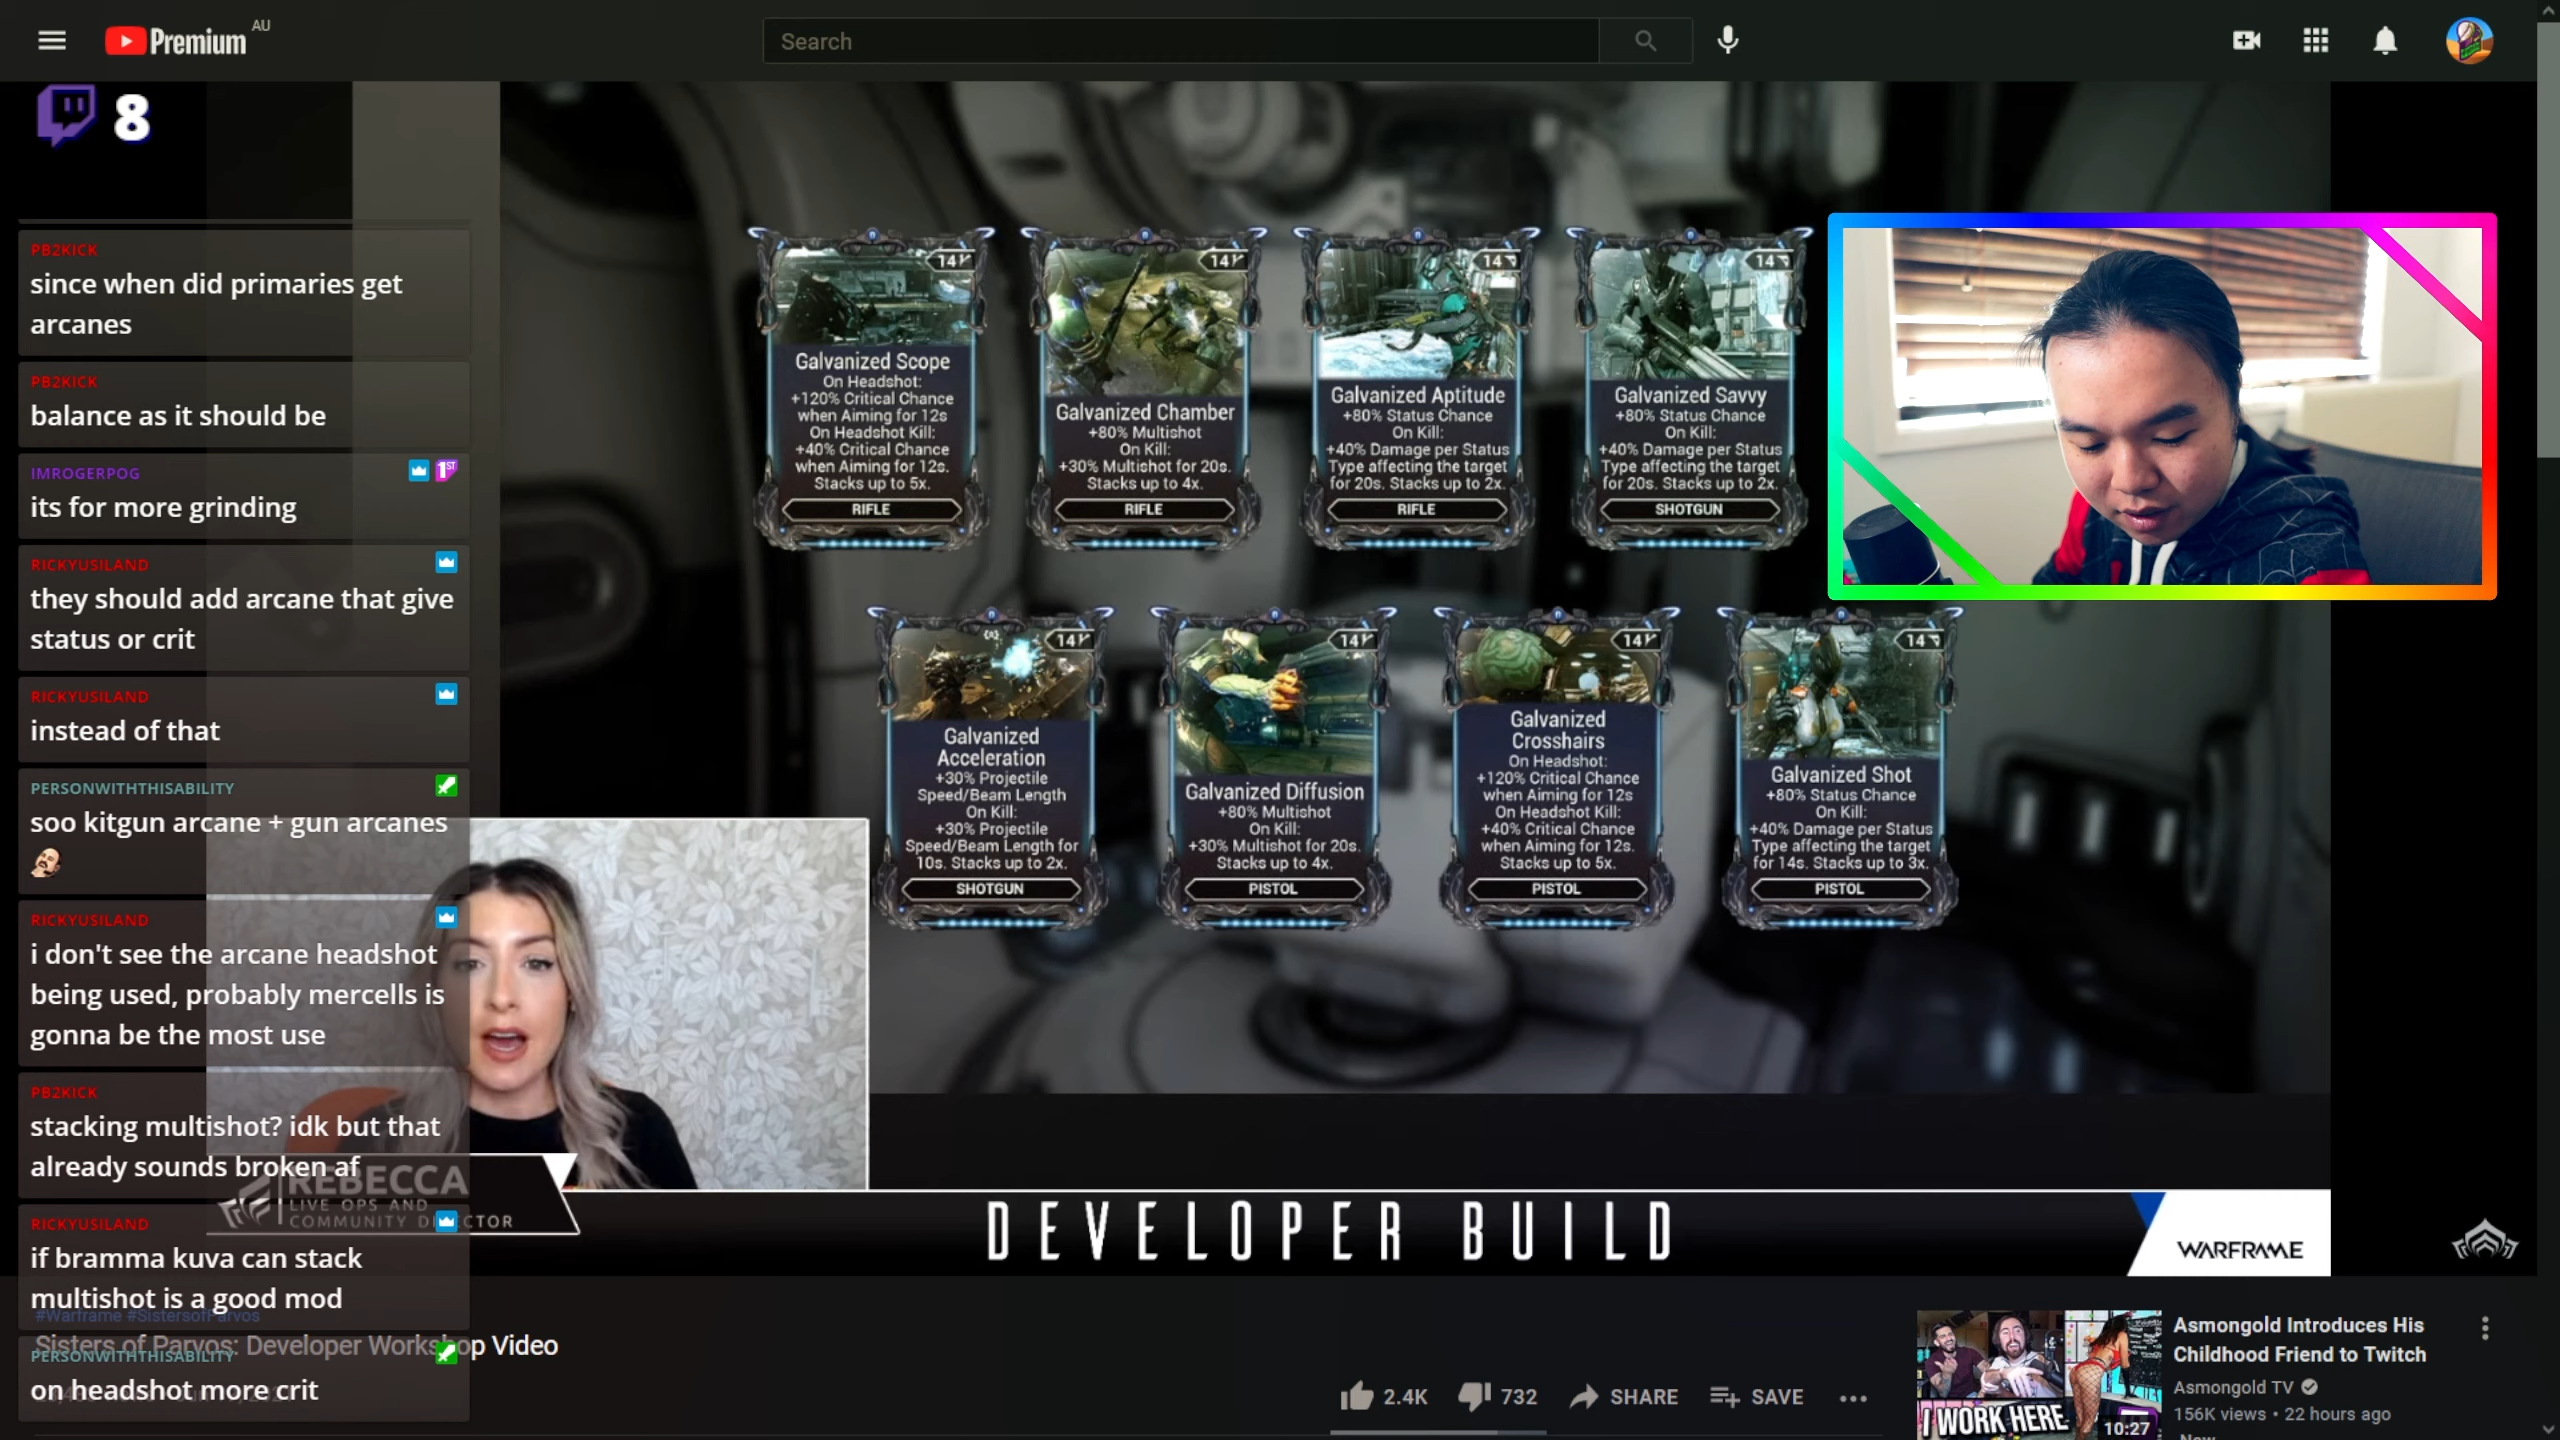 Premium AU
Search
8
PB2KICK
since when did primaries get
arcanes
PB2KICK
balance as it should be
IMROGERPOG
1ST
its for more grinding
RICKYUSILAND
they should add arcane that give
status or crit
RICKYUSILAND
instead of that
PERSONWITHTHISABILITY
soo kitgun arcane + gun arcanes
RICKYUSILAND
i don't see the arcane headshot
being used, probably mercells is
gonna be the most use
PB2KICK
stacking multishot? idk but that
already sounds broken af
RICKYUSILAND
if bramma kuva can stack
multishot is a good mod
PERSONWITHTHISABILITY
on headshot more crit
14
Galvanized Scope
On Headshot:
+120% Critical Chance
when Aiming for 12s
On Headshot Kill:
+40% Critical Chance
when Aiming for 12s.
Stacks up to 5x.
RIFLE
14
Galvanized Chamber
+80% Multishot
On Kill:
+30% Multishot for 20s.
Stacks up to 4x.
RIFLE
14
Galvanized Aptitude
+80% Status Chance
On Kill:
+40% Damage per Status
Type affecting the target
for 20s. Stacks up to 2x.
RIFLE
14
Galvanized Savvy
+80% Status Chance
On Kill:
+40% Damage per Status
Type affecting the target
for 20s. Stacks up to 2x.
SHOTGUN
14
Galvanized
Acceleration
+30% Projectile
Speed/Beam Length
On Kill:
+30% Projectile
Speed/Beam Length for
10s. Stacks up to 2x.
SHOTGUN
14
Galvanized Diffusion
+80% Multishot
On Kill:
+30% Multishot for 20s.
Stacks up to 4x.
PISTOL
14
Galvanized
Crosshairs
On Headshot:
+120% Critical Chance
when Aiming for 12s
On Headshot Kill:
+40% Critical Chance
when Aiming for 12s.
Stacks up to 5x.
PISTOL
14
Galvanized Shot
+80% Status Chance
On Kill:
+40% Damage per Status
Type affecting the target
for 14s. Stacks up to 3x.
PISTOL
REBECCA
LIVE OPS AND
COMMUNITY DIRECTOR
DEVELOPER BUILD
WARFRAME
#Warframe #SistersofParvos
Sisters of Parvos: Developer Workshop Video
2.4K
732
SHARE
SAVE
I WORK HERE
10:27
Asmongold Introduces His
Childhood Friend to Twitch
Asmongold TV
156K views • 22 hours ago
New